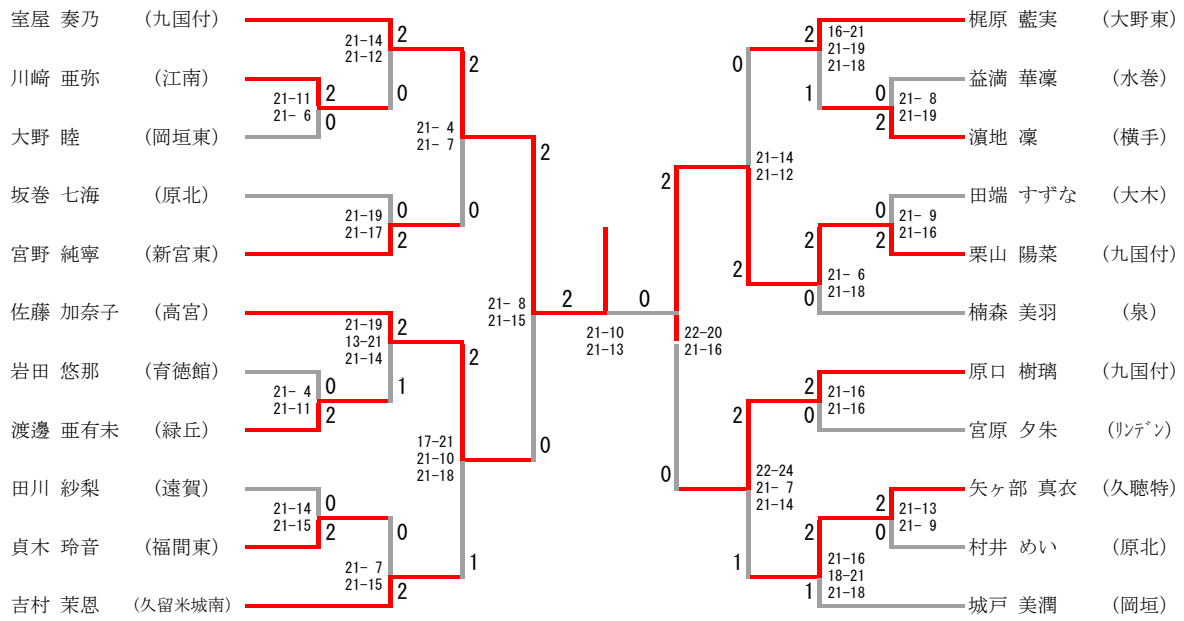 室屋 奏乃 (九国付)
川﨑 亜弥 (江南)
大野 睦 (岡垣東)
坂巻 七海 (原北)
宮野 純寧 (新宮東)
佐藤 加奈子 (高宮)
岩田 悠那 (育徳館)
渡邊 亜有未 (緑丘)
田川 紗梨 (遠賀)
貞木 玲音 (福間東)
吉村 茉恩 (久留米城南)
21-14 2
21-12
21-11 2 0
21- 6 0
21- 4 2
21- 7 0
21-19 0
21-17 2
21- 8 2
21-15 0
21-19 2
13-21
21-14 1
21- 4 0
21-11 2
17-21 2
21-10
21-18 1
21-14 0
21-15 2
21- 7 0
21-15 2
2 0
21-10
21-13
22-20 2
21-16 0
21-14 0
21-12 2
2 16-21
21-19
1 21-18
0 21- 8
2 21-19
0 21- 9
2 21-16
2 21- 6
0 21-18
2 21-16
0 21-16
2 22-24
21- 7
1 21-14
2 21-13
0 21- 9
2 21-16
18-21
1 21-18
梶原 藍実 (大野東)
益満 華凜 (水巻)
濵地 凜 (横手)
田端 すずな (大木)
栗山 陽菜 (九国付)
楠森 美羽 (泉)
原口 樹璃 (九国付)
宮原 夕朱 (ﾘﾝﾃﾞﾝ)
矢ヶ部 真衣 (久聴特)
村井 めい (原北)
城戸 美潤 (岡垣)